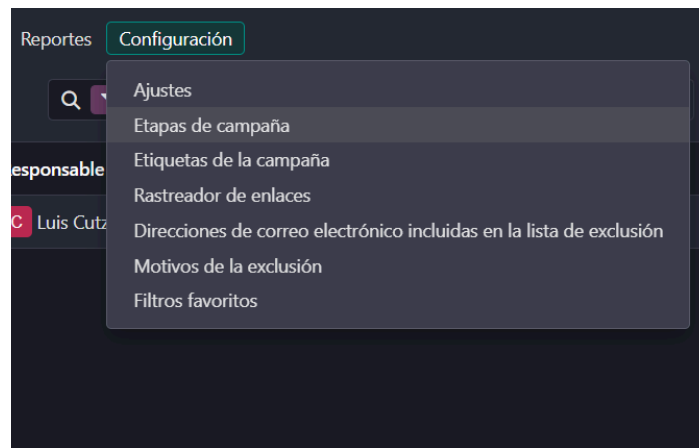 Reportes Configuración
Ajustes
Etapas de campaña
esponsable
Etiquetas de la campaña
Rastreador de enlaces
C Luis Cutz
Direcciones de correo electrónico incluidas en la lista de exclusión
Motivos de la exclusión
Filtros favoritos